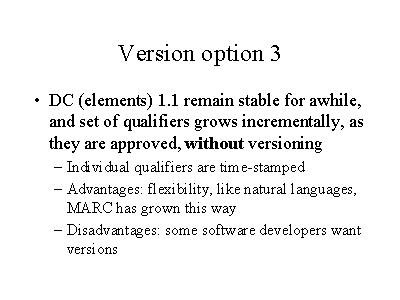 Version option 3
• DC (elements) 1.1 remain stable for awhile,
and set of qualifiers grows incrementally, as
they are approved, without versioning
– Individual qualifiers are time-stamped
– Advantages: flexibility, like natural languages,
MARC has grown this way
– Disadvantages: some software developers want
versions